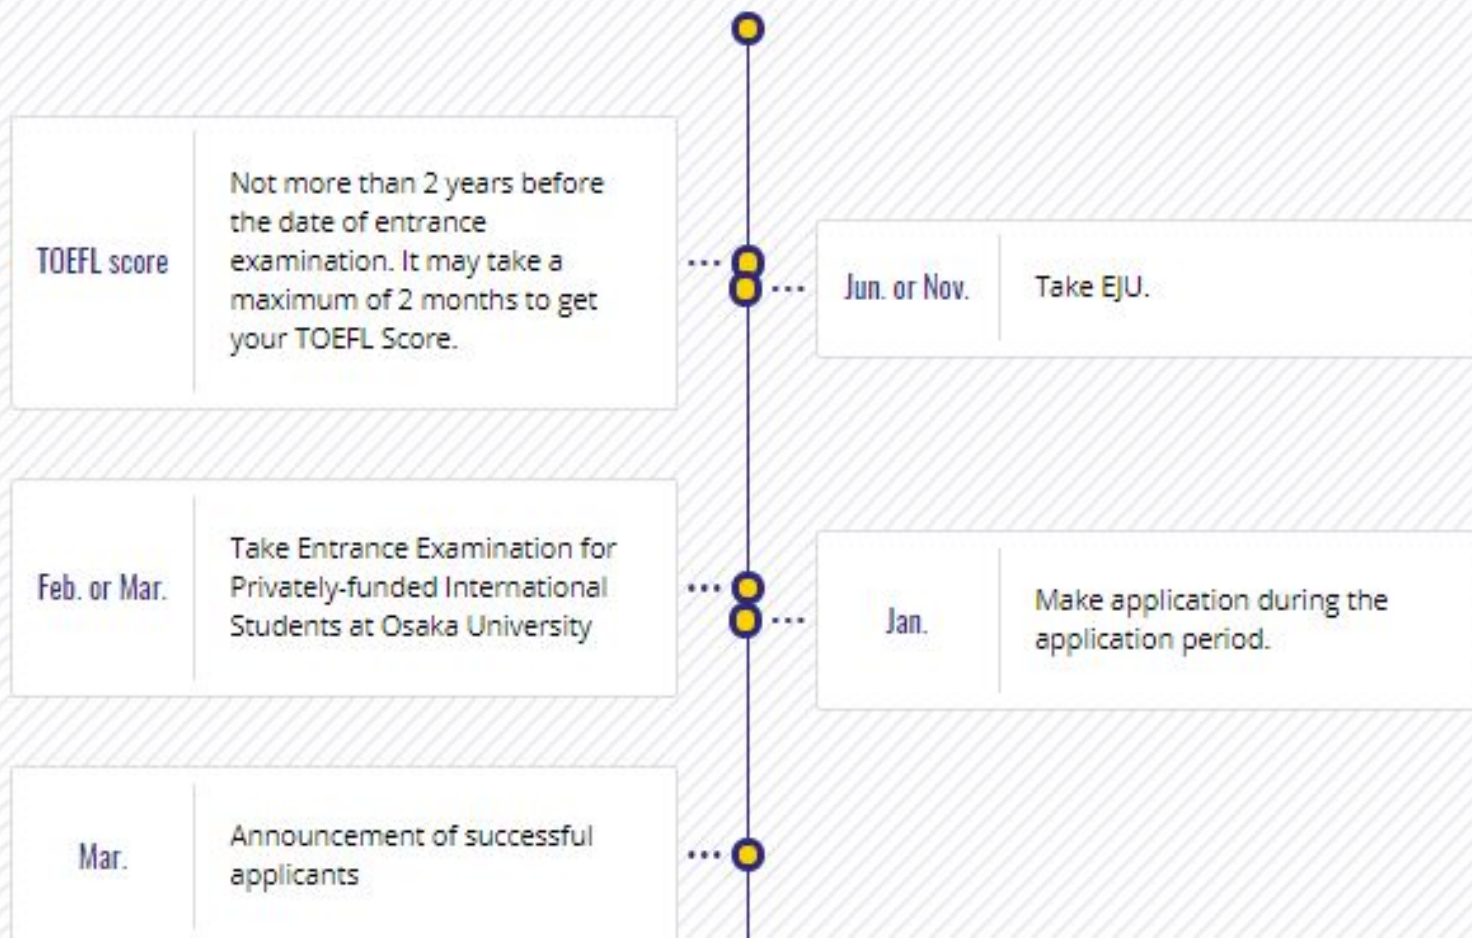 TOEFL score
Not more than 2 years before
the date of entrance
examination. It may take a
maximum of 2 months to get
your TOEFL Score.
Jun. or Nov.
Take EJU.
Feb. or Mar.
Take Entrance Examination for
Privately-funded International
Students at Osaka University
Jan.
Make application during the
application period.
Mar.
Announcement of successful
applicants